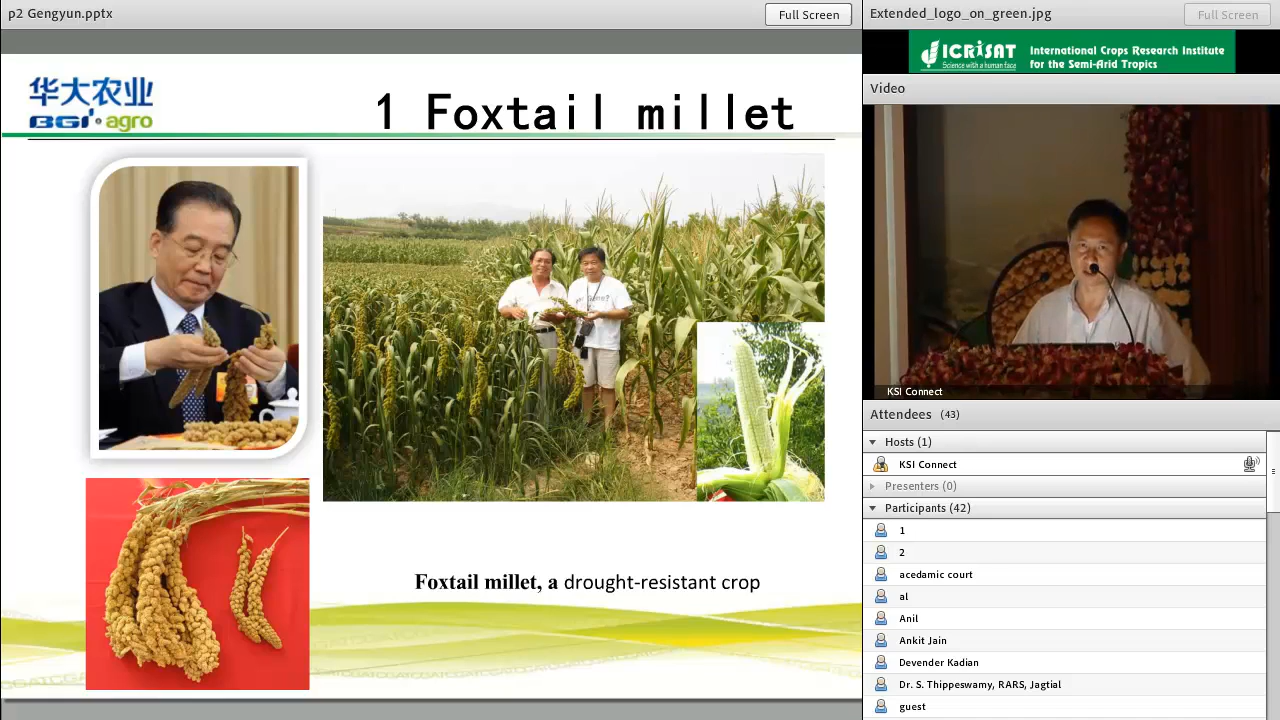 p2 Gengyun.pptx
Full Screen
华大农业
BGI·agro
1 Foxtail millet
Foxtail millet, a drought-resistant crop
Extended_logo_on_green.jpg
Full Screen
ICRISAT
Science with a human face
International Crops Research Institute
for the Semi-Arid Tropics
Video
KSI Connect
Attendees (43)
Hosts (1)
KSI Connect
Presenters (0)
Participants (42)
1
2
acedamic court
al
Anil
Ankit Jain
Devender Kadian
Dr. S. Thippeswamy, RARS, Jagtial
guest